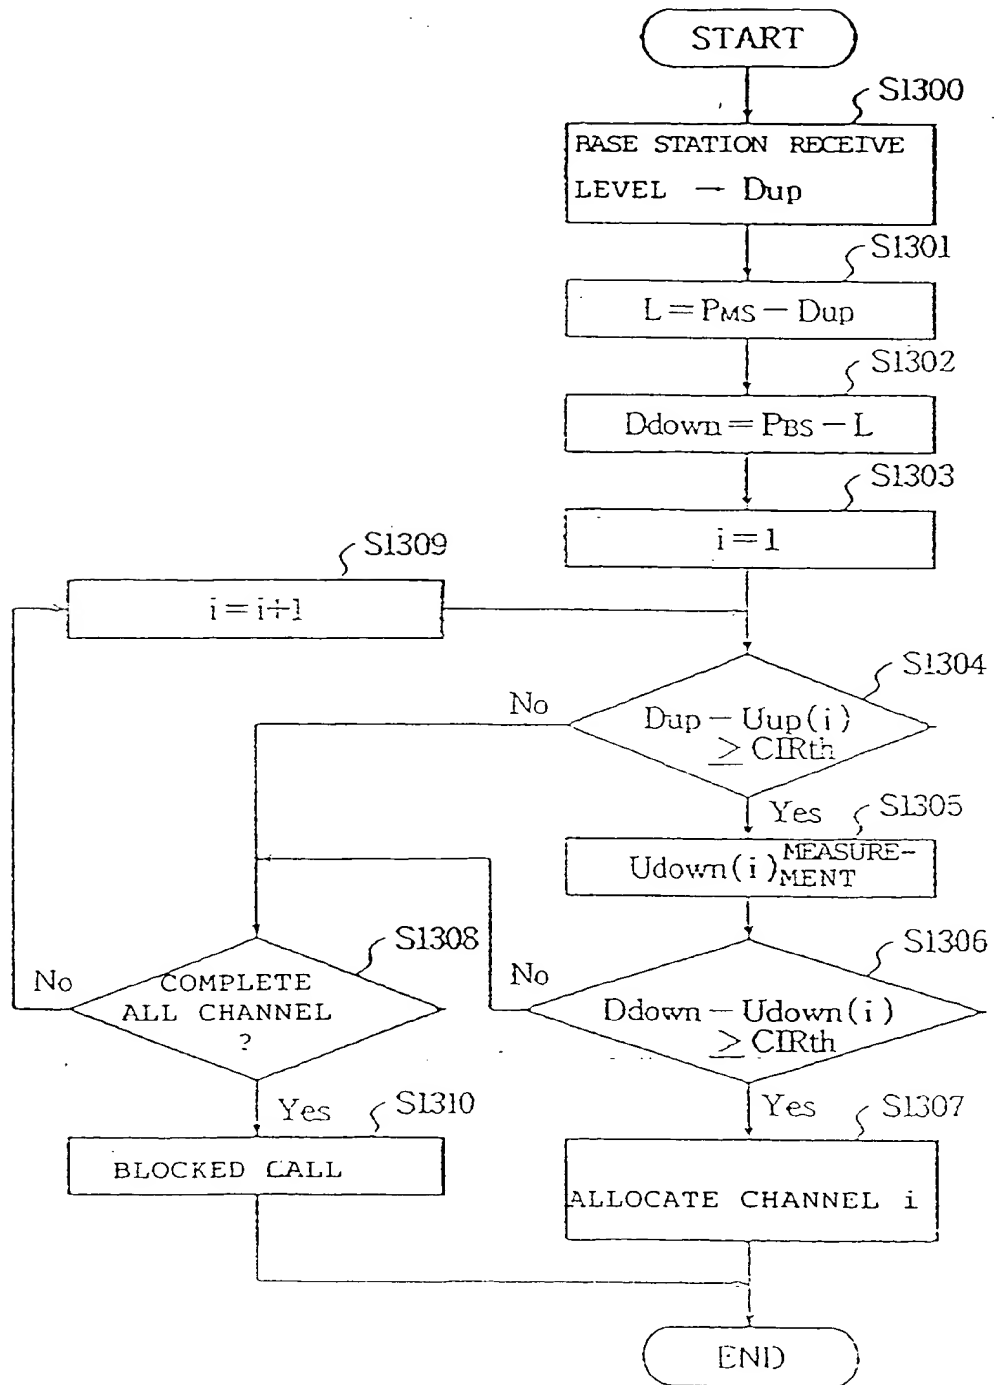 START
S1300
BASE STATION RECEIVE
LEVEL → Dup
S1301
L=PMS-Dup
S1302
Ddown=PBS-L
S1303
i=1
S1309
i=i+1
S1304
No
Dup-Uup(i)
≥CIRth
Yes
S1305
Udown(i) MEASURE-
MENT
S1308
No
COMPLETE
ALL CHANNEL
?
S1306
No
Ddown-Udown(i)
≥CIRth
Yes
S1310
BLOCKED CALL
Yes
S1307
ALLOCATE CHANNEL i
END